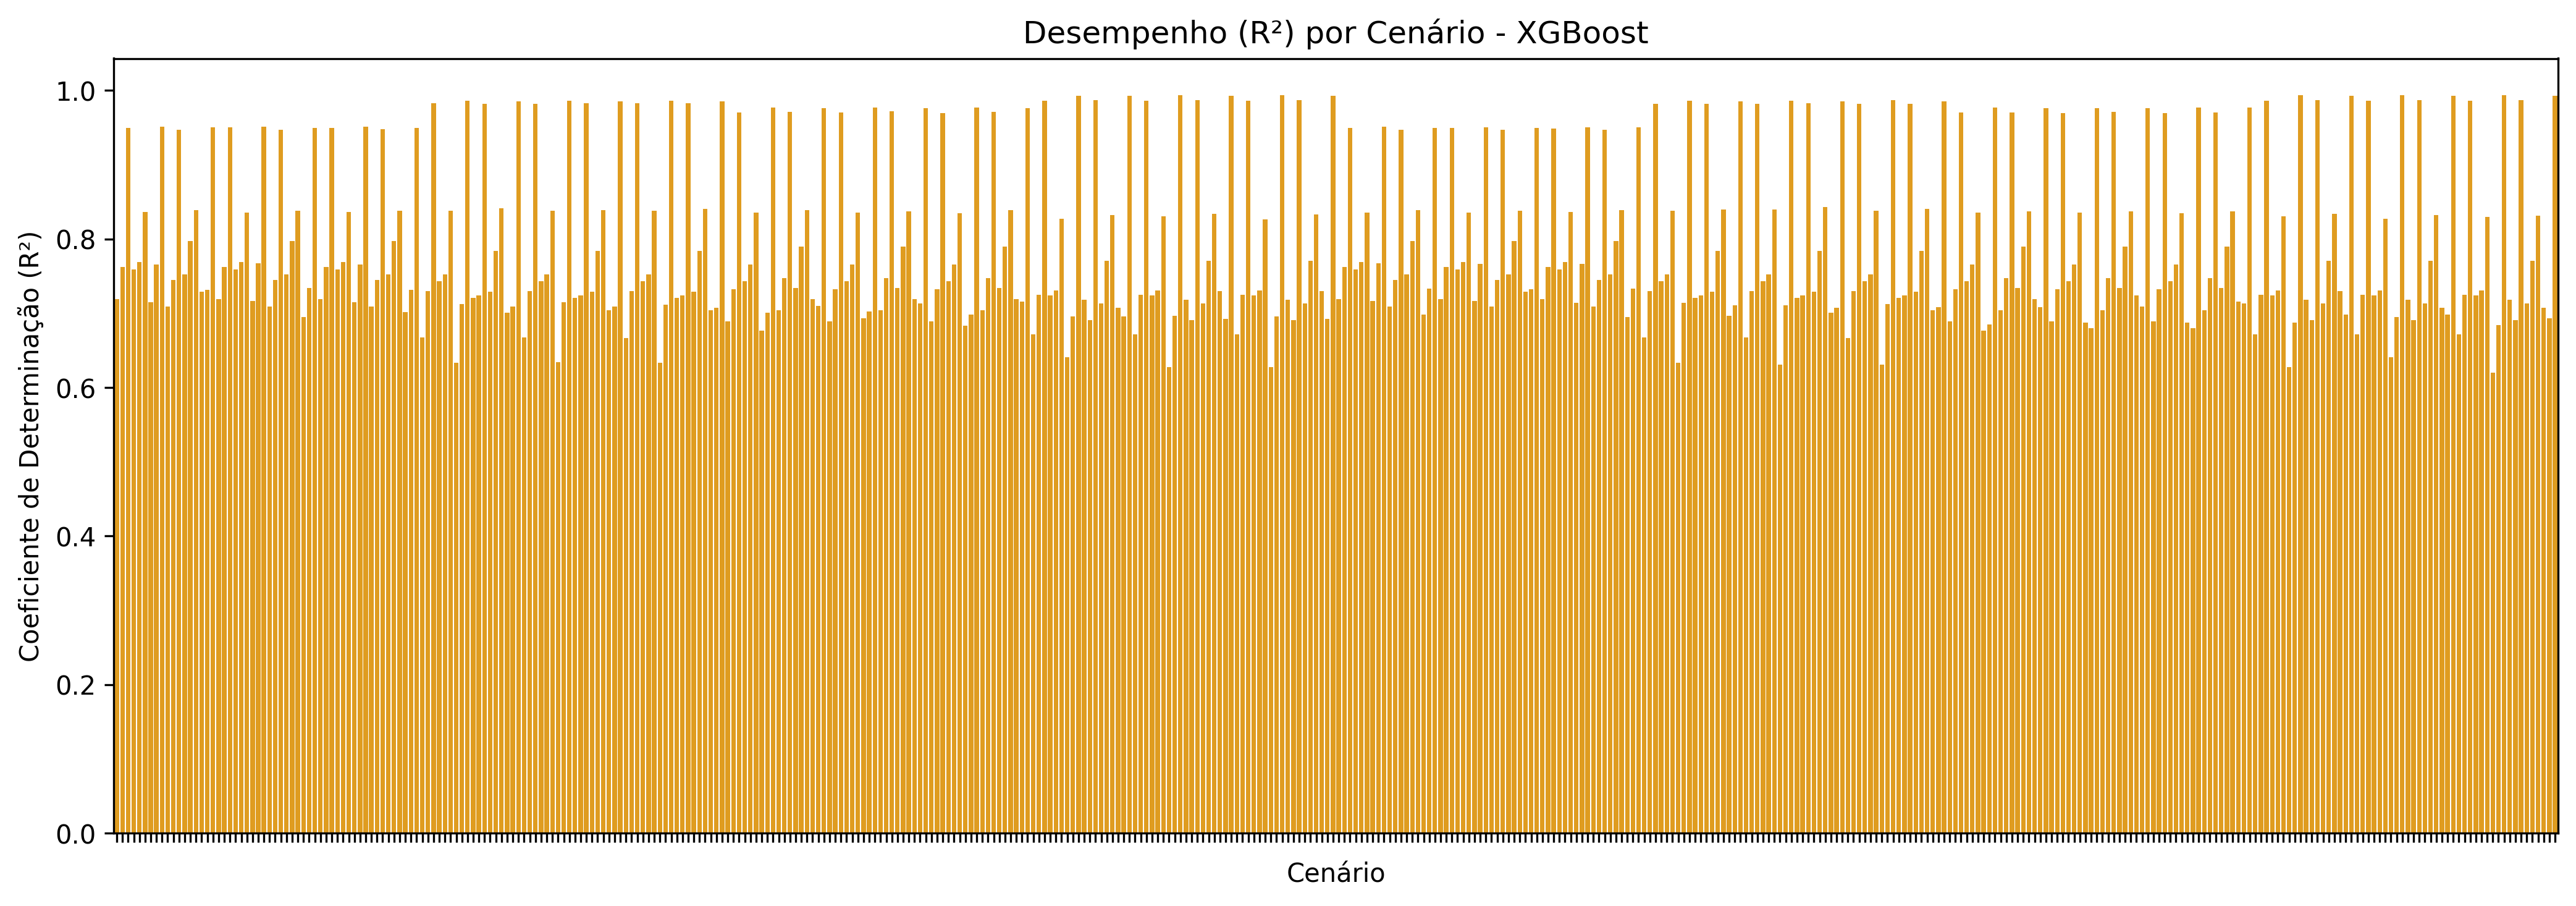 Desempenho (R²) por Cenário - XGBoost
Coeficiente de Determinação (R²)
1.0
0.8
0.6
0.4
0.2
0.0
Cenário